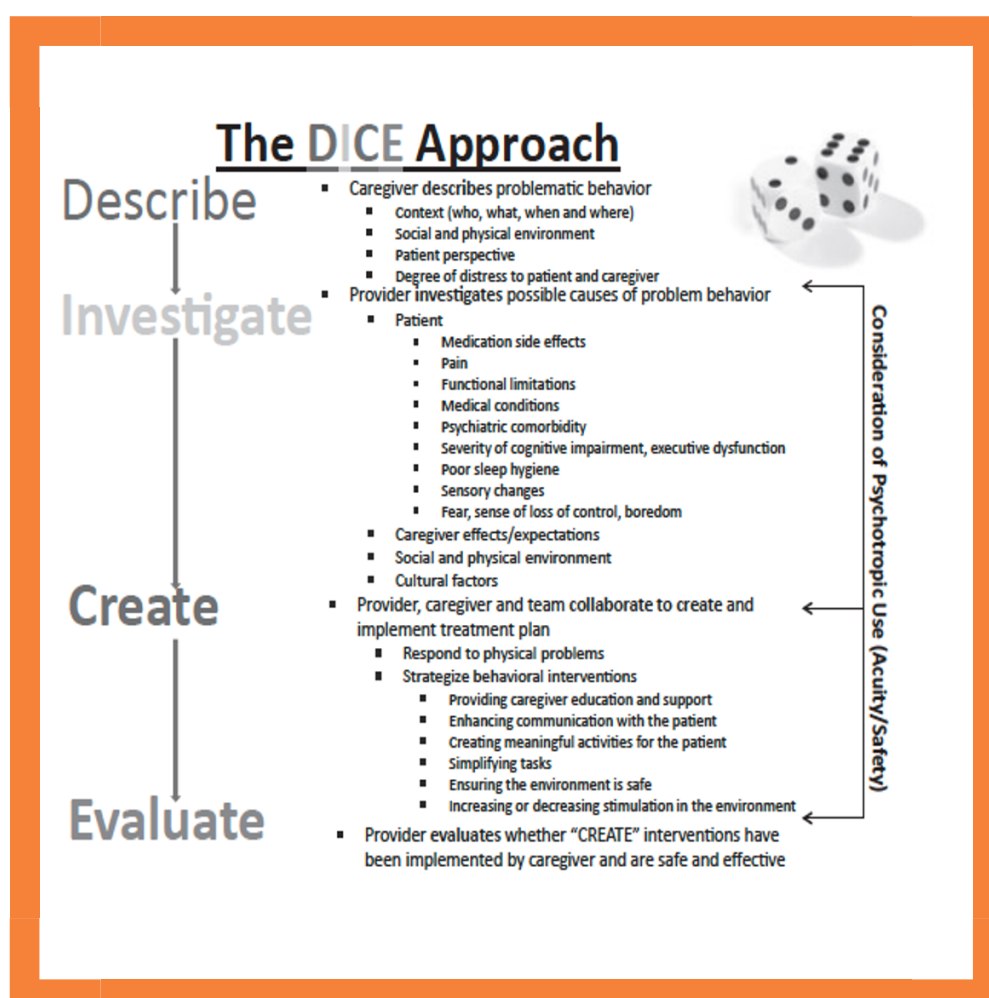 The DICE Approach
Describe
▪ Caregiver describes problematic behavior
▪ Context (who, what, when and where)
▪ Social and physical environment
▪ Patient perspective
▪ Degree of distress to patient and caregiver
Investigate
▪ Provider investigates possible causes of problem behavior
▪ Patient
▪ Medication side effects
▪ Pain
▪ Functional limitations
▪ Medical conditions
▪ Psychiatric comorbidity
▪ Severity of cognitive impairment, executive dysfunction
▪ Poor sleep hygiene
▪ Sensory changes
▪ Fear, sense of loss of control, boredom
▪ Caregiver effects/expectations
▪ Social and physical environment
▪ Cultural factors
Create
▪ Provider, caregiver and team collaborate to create and
implement treatment plan
▪ Respond to physical problems
▪ Strategize behavioral interventions
▪ Providing caregiver education and support
▪ Enhancing communication with the patient
▪ Creating meaningful activities for the patient
▪ Simplifying tasks
▪ Ensuring the environment is safe
▪ Increasing or decreasing stimulation in the environment
Evaluate
▪ Provider evaluates whether “CREATE” interventions have
been implemented by caregiver and are safe and effective
Consideration of Psychotropic Use (Acuity/Safety)